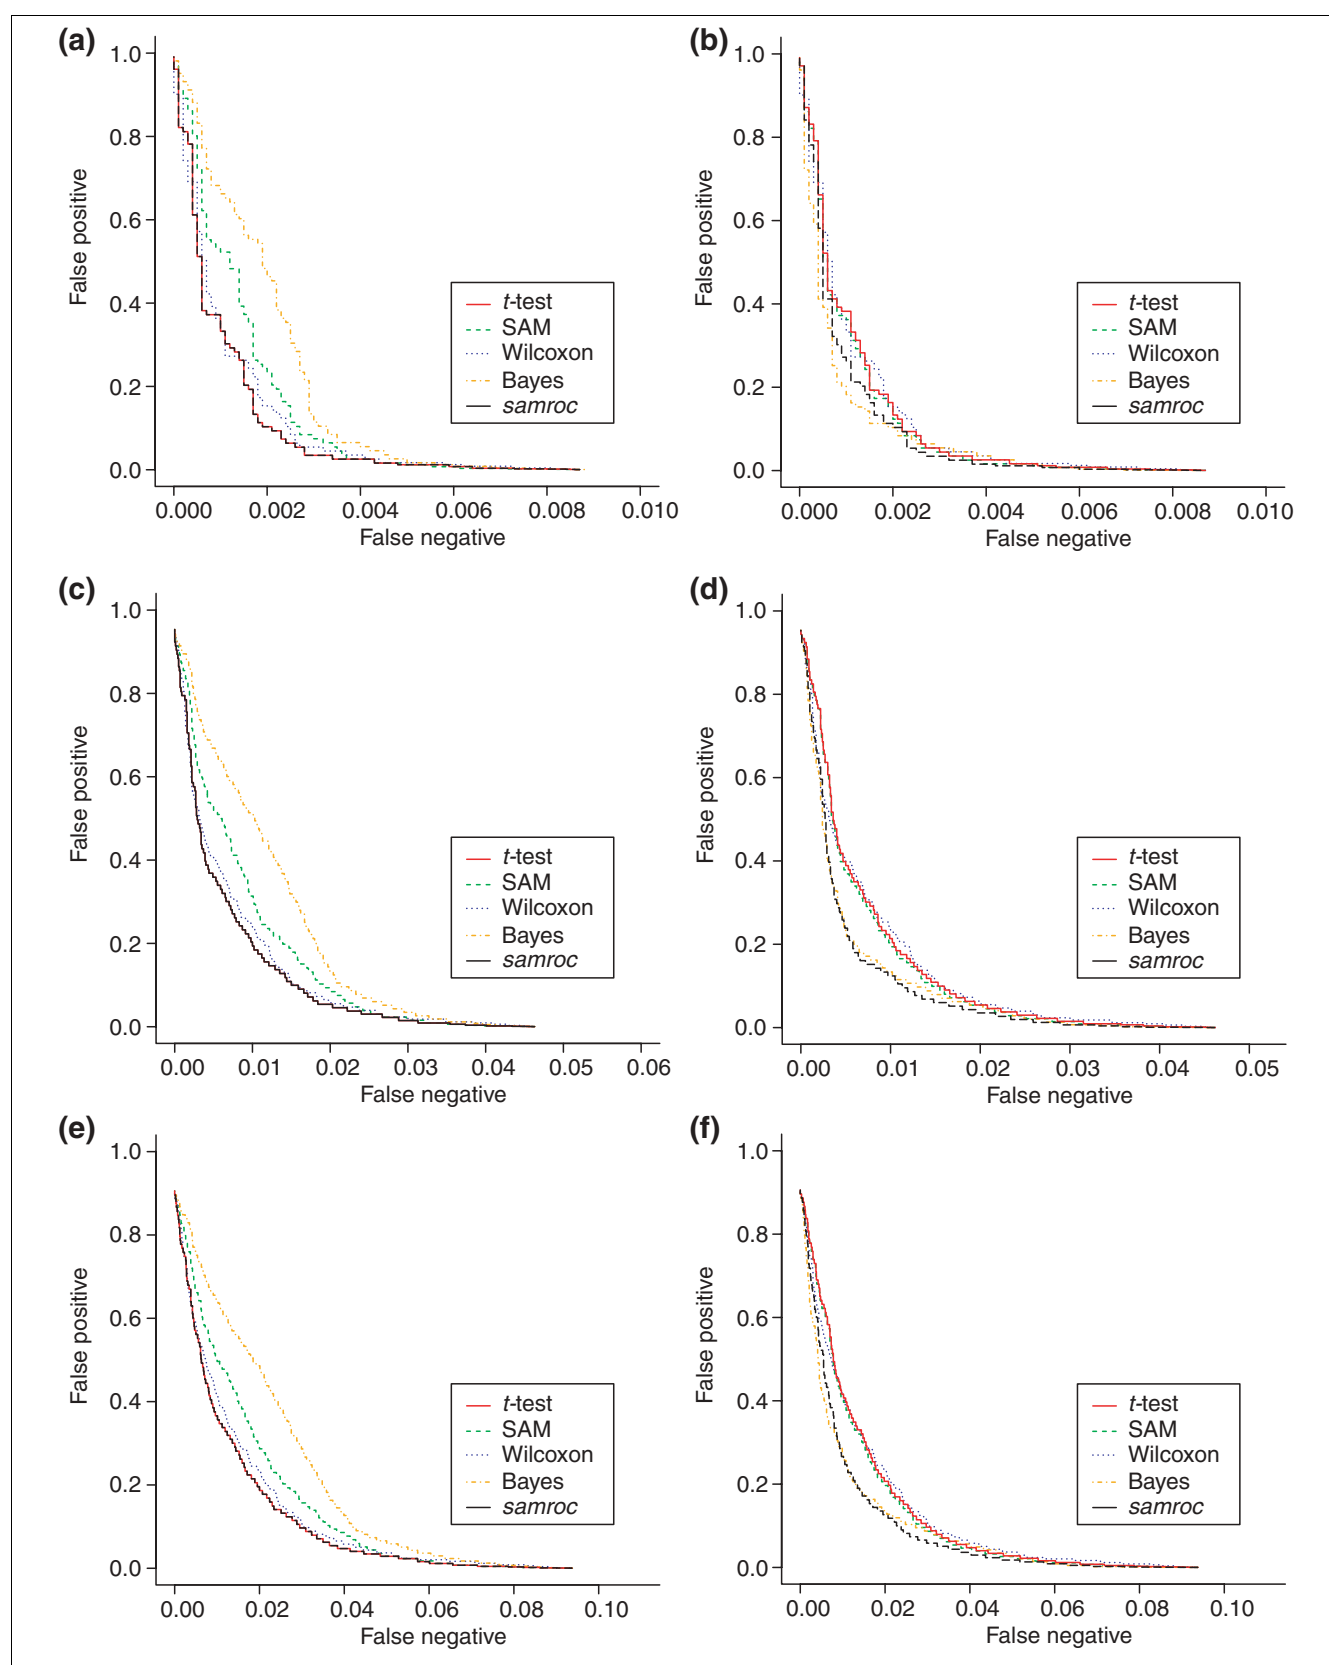 (a)
1.0
0.8
0.6
0.4
0.2
0.0
False positive
t-test
SAM
Wilcoxon
Bayes
samroc
0.000 0.002 0.004 0.006 0.008 0.010
False negative
(b)
1.0
0.8
0.6
0.4
0.2
0.0
False positive
t-test
SAM
Wilcoxon
Bayes
samroc
0.000 0.002 0.004 0.006 0.008 0.010
False negative
(c)
1.0
0.8
0.6
0.4
0.2
0.0
False positive
t-test
SAM
Wilcoxon
Bayes
samroc
0.00 0.01 0.02 0.03 0.04 0.05 0.06
False negative
(d)
1.0
0.8
0.6
0.4
0.2
0.0
False positive
t-test
SAM
Wilcoxon
Bayes
samroc
0.00 0.01 0.02 0.03 0.04 0.05
False negative
(e)
1.0
0.8
0.6
0.4
0.2
0.0
False positive
t-test
SAM
Wilcoxon
Bayes
samroc
0.00 0.02 0.04 0.06 0.08 0.10
False negative
(f)
1.0
0.8
0.6
0.4
0.2
0.0
False positive
t-test
SAM
Wilcoxon
Bayes
samroc
0.00 0.02 0.04 0.06 0.08 0.10
False negative